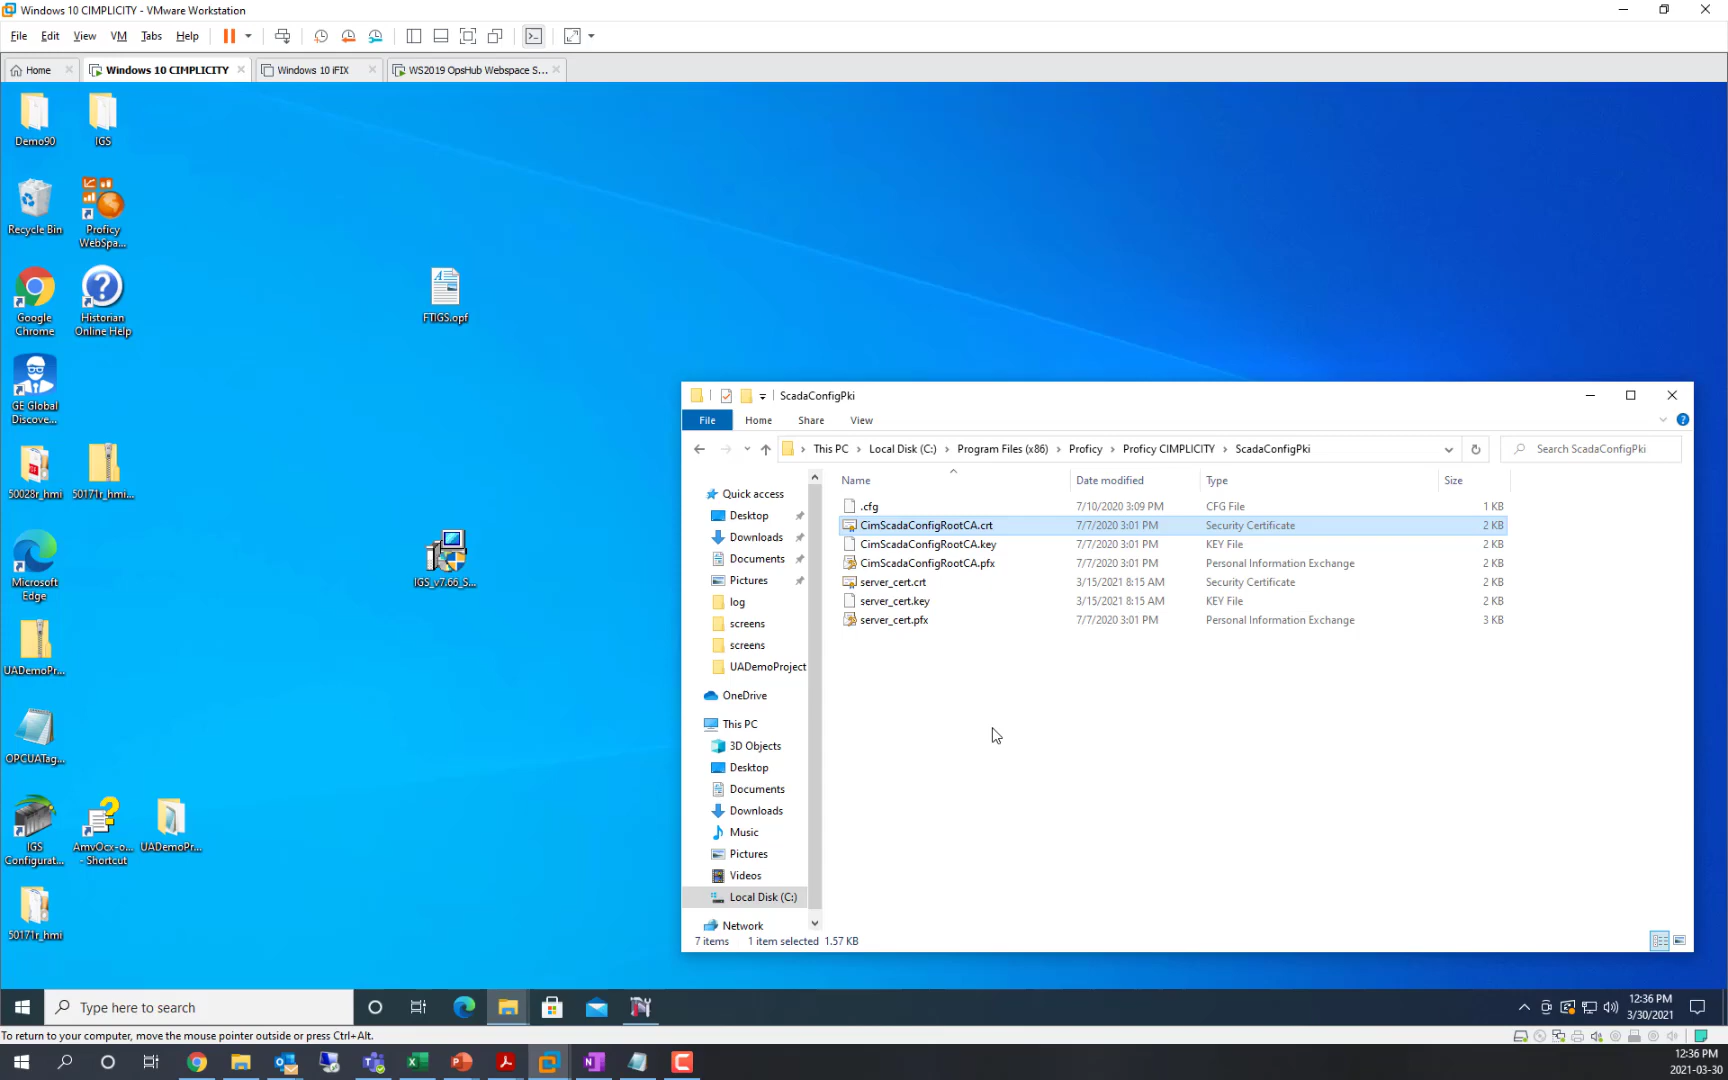 Windows 10 CIMPLICITY - VMware Workstation
File Edit View VM Tabs Help
Home Windows 10 CIMPLICITY Windows 10 iFIX WS2019 OpsHub Webspace S...
Demo90 IGS
Recycle Bin Proficy WebSpa...
Google Chrome Historian Online Help
FTIGS.opf
GE Global Discove...
50028r_hmi 50171r_hmi...
Microsoft Edge
IGS_v7.66_S...
UADemoPr...
OPCUATag...
IGS Configurat... AmvOcx-o... - Shortcut UADemoPr...
50171r_hmi
ScadaConfigPki
File Home Share View
This PC Local Disk (C:) Program Files (x86) Proficy Proficy CIMPLICITY ScadaConfigPki Search ScadaConfigPki
Name Date modified Type Size
.cfg 7/10/2020 3:09 PM CFG File 1 KB
CimScadaConfigRootCA.crt 7/7/2020 3:01 PM Security Certificate 2 KB
CimScadaConfigRootCA.key 7/7/2020 3:01 PM KEY File 2 KB
CimScadaConfigRootCA.pfx 7/7/2020 3:01 PM Personal Information Exchange 2 KB
server_cert.crt 3/15/2021 8:15 AM Security Certificate 2 KB
server_cert.key 3/15/2021 8:15 AM KEY File 2 KB
server_cert.pfx 7/7/2020 3:01 PM Personal Information Exchange 3 KB
Quick access
Desktop
Downloads
Documents
Pictures
log
screens
screens
UADemoProject
OneDrive
This PC
3D Objects
Desktop
Documents
Downloads
Music
Pictures
Videos
Local Disk (C:)
Network
7 items 1 item selected 1.57 KB
Type here to search
12:36 PM
3/30/2021
To return to your computer, move the mouse pointer outside or press Ctrl+Alt.
12:36 PM
2021-03-30